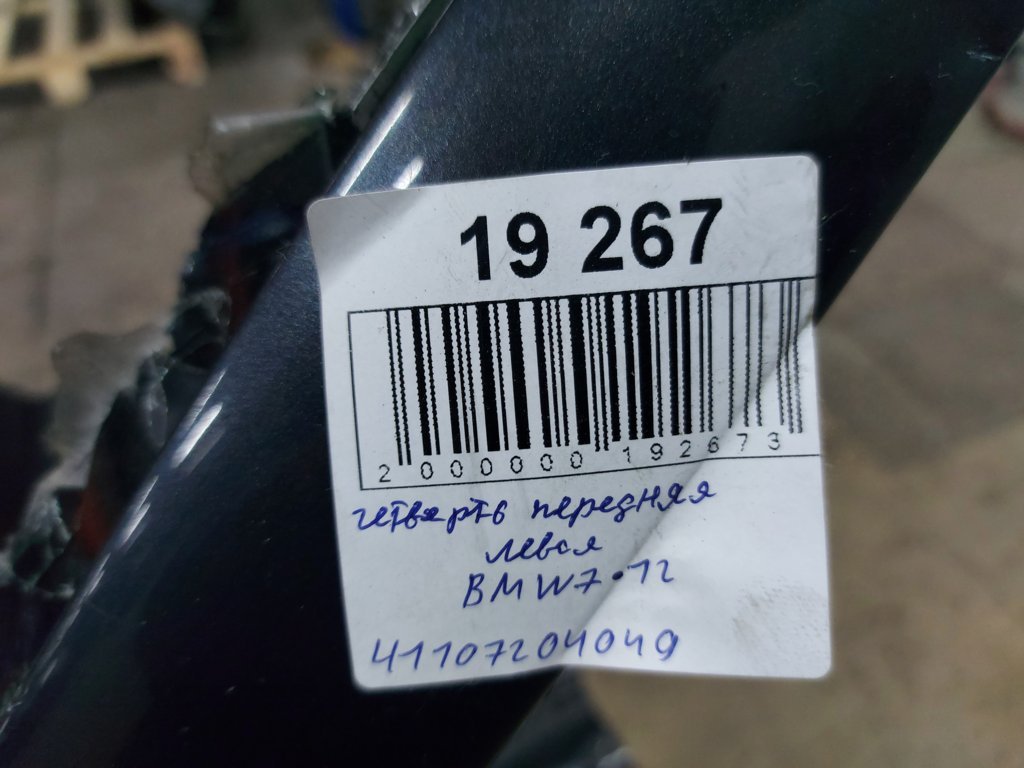 19 267
2 000000 192673
четверть передняя
левая
BMW7•12
41107204049